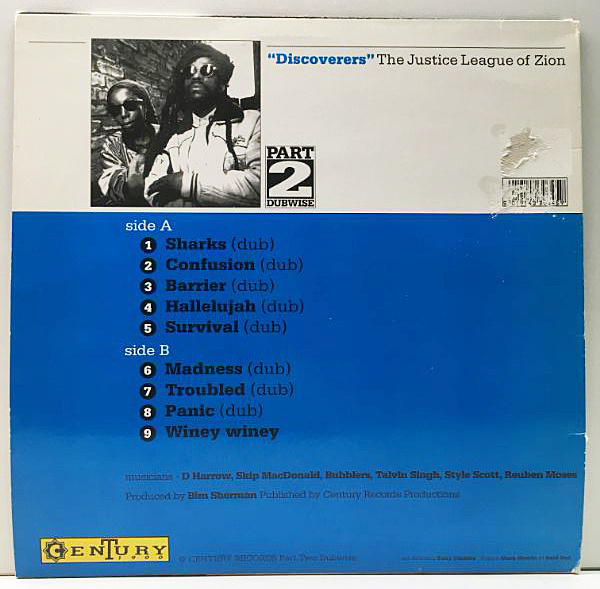 “Discoverers” The Justice League of Zion
PART
2
DUBWISE
side A
1 Sharks (dub)
2 Confusion (dub)
3 Barrier (dub)
4 Hallelujah (dub)
5 Survival (dub)
side B
6 Madness (dub)
7 Troubled (dub)
8 Panic (dub)
9 Winey winey
musicians - D Harrow, Skip MacDonald, Bubblers, Talvin Singh, Style Scott, Reuben Moses
Produced by Bim Sherman Published by Century Records Productions
CENTURY
1900
© CENTURY RECORDS Part Two Dubwise